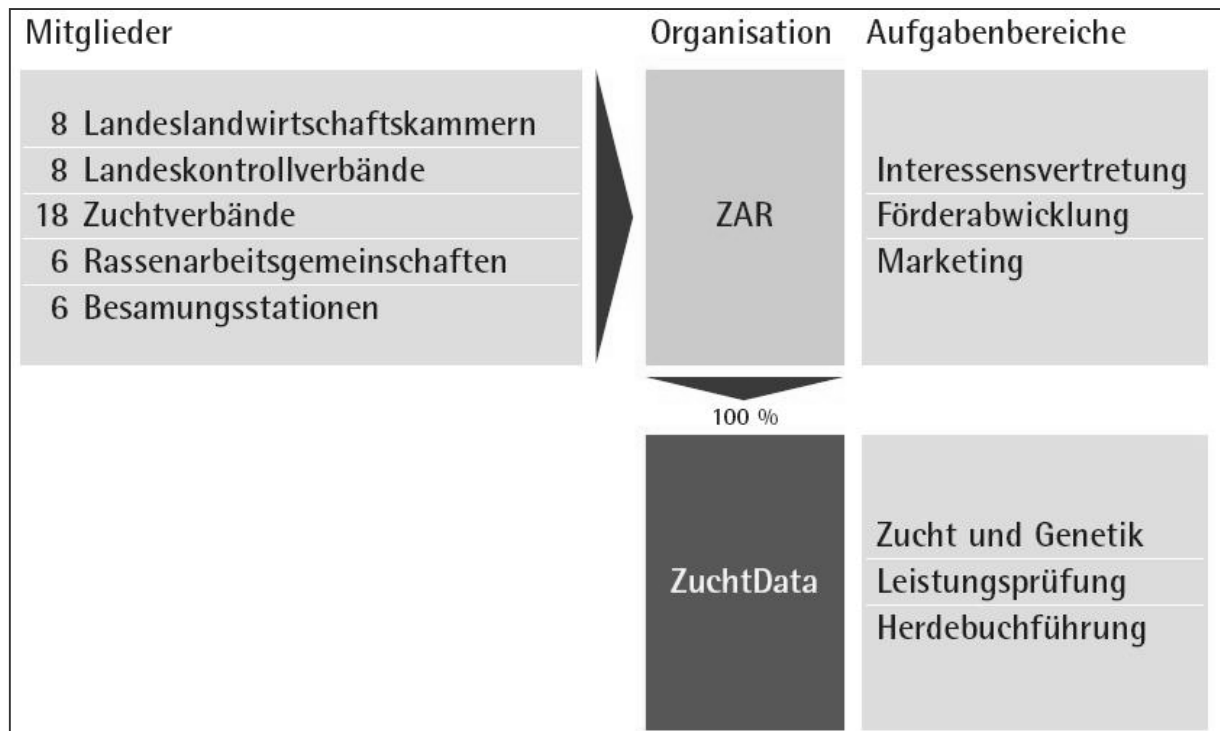 Mitglieder
Organisation
Aufgabenbereiche
8 Landeslandwirtschaftskammern
8 Landeskontrollverbände
18 Zuchtverbände
6 Rassenarbeitsgemeinschaften
6 Besamungsstationen
ZAR
Interessensvertretung
Förderabwicklung
Marketing
100 %
ZuchtData
Zucht und Genetik
Leistungsprüfung
Herdebuchführung